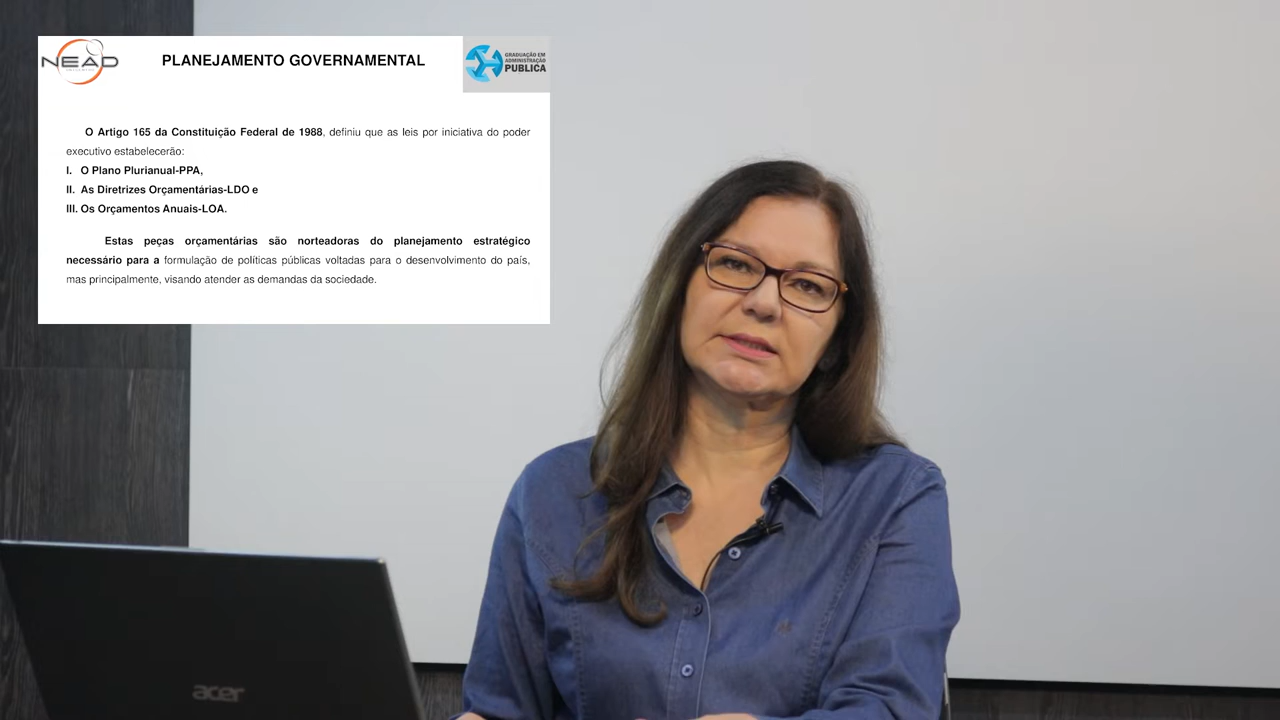 NEAD
PLANEJAMENTO GOVERNAMENTAL
GRADUAÇÃO EM
ADMINISTRAÇÃO
PÚBLICA
O Artigo 165 da Constituição Federal de 1988, definiu que as leis por iniciativa do poder
executivo estabelecerão:
I. O Plano Plurianual-PPA,
II. As Diretrizes Orçamentárias-LDO e
III. Os Orçamentos Anuais-LOA.
Estas peças orçamentárias são norteadoras do planejamento estratégico
necessário para a formulação de políticas públicas voltadas para o desenvolvimento do país,
mas principalmente, visando atender as demandas da sociedade.
acer